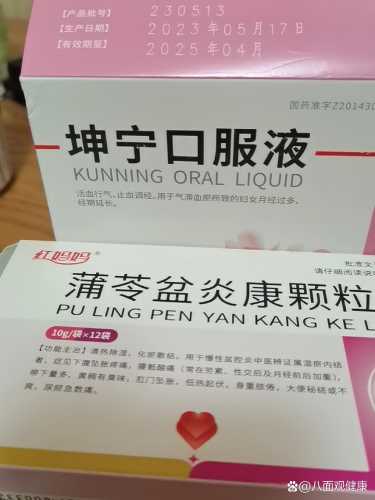 【产品批号】 230513
【生产日期】 2023年05月17日
【有效期至】 2025年04月
国药准字Z201430
坤宁口服液
KUNNING ORAL LIQUID
活血行气,止血调经。用于气滞血瘀所致的妇女月经过多,
经期延长。
红妈妈
批准文
请仔细阅读说明
蒲苓盆炎康颗粒
PU LING PEN YAN KANG KE L
10g/袋×12袋
【功能主治】清热除湿,化瘀散结。用于慢性盆腔炎中医辨证属湿瘀内结
者,症见下腹坠胀疼痛,腰骶酸痛(常在劳累、性交后及月经前后加重),
带下量多、黄稠有臭味,肛门坠胀,低热起伏,身重肢倦,大便秘结或不
爽,尿短急数痛。
@八面观健康